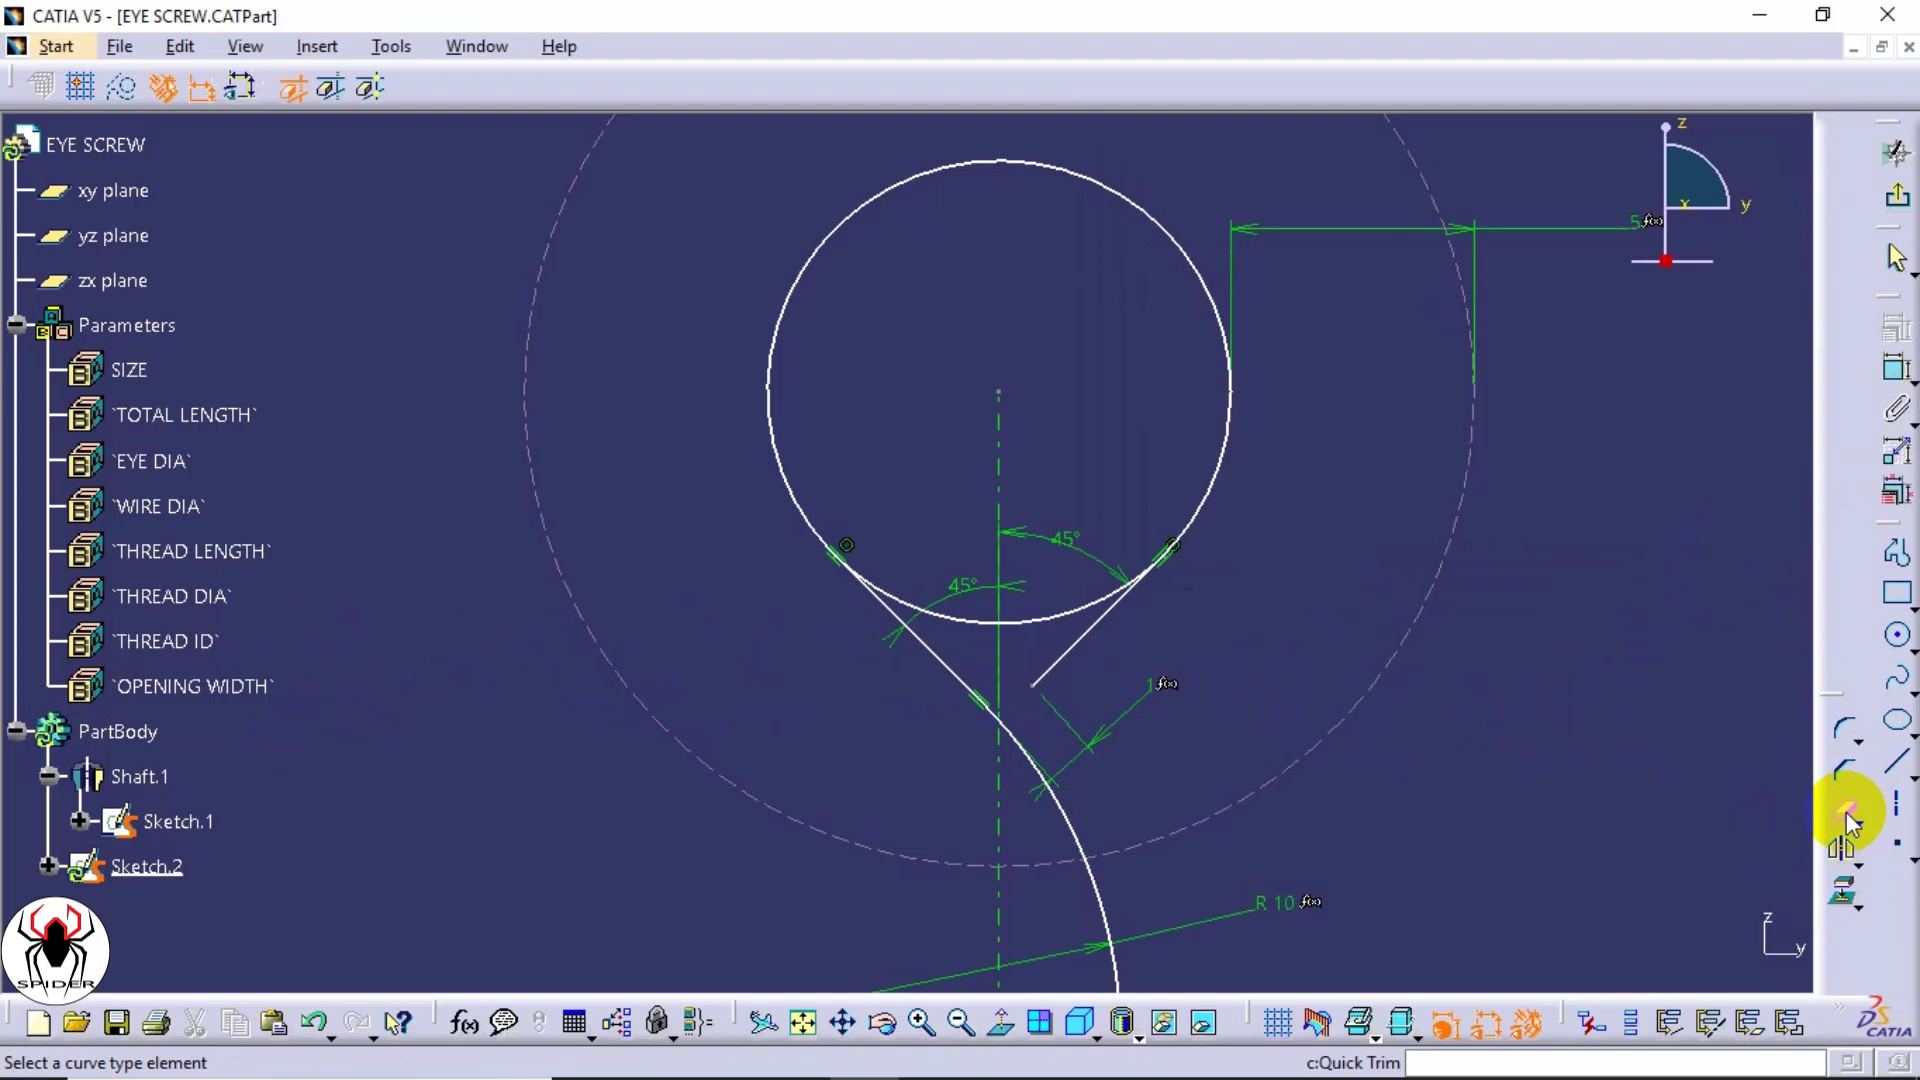 CATIA V5 - [EYE SCREW.CATPart]
Start File Edit View Insert Tools Window Help
EYE SCREW
xy plane
yz plane
zx plane
Parameters
SIZE
`TOTAL LENGTH`
`EYE DIA`
`WIRE DIA`
`THREAD LENGTH`
`THREAD DIA`
`THREAD ID`
`OPENING WIDTH`
PartBody
Shaft.1
Sketch.1
Sketch.2
SPIDER
z
x
y
5 f(x)
45°
45°
1 f(x)
R 10 f(x)
z
y
f(x)
CATIA
Select a curve type element
c:Quick Trim